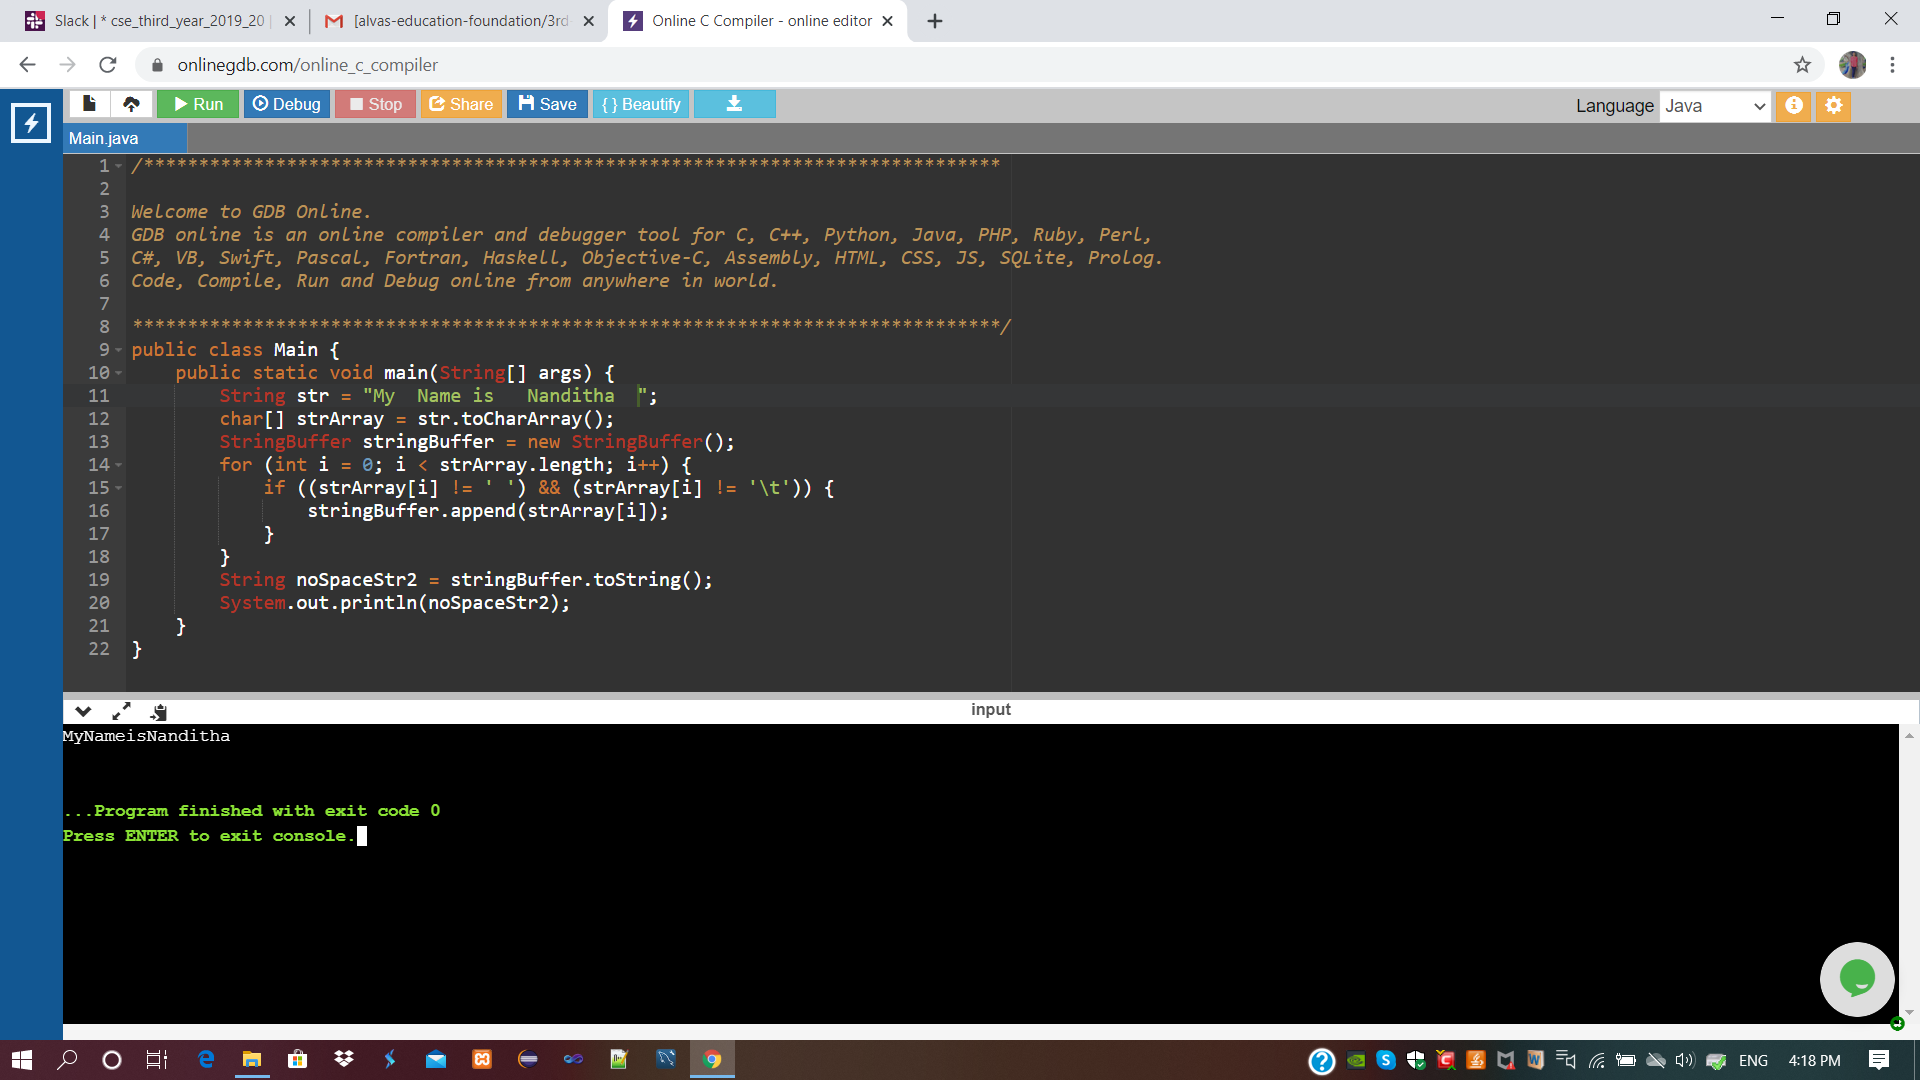 Slack | * cse_third_year_2019_20
[alvas-education-foundation/3rd
Online C Compiler - online editor
onlinegdb.com/online_c_compiler
Run
Debug
Stop
Share
Save
{ } Beautify
Language
Java
Main.java
1 /******************************************************************************
2
3 Welcome to GDB Online.
4 GDB online is an online compiler and debugger tool for C, C++, Python, Java, PHP, Ruby, Perl,
5 C#, VB, Swift, Pascal, Fortran, Haskell, Objective-C, Assembly, HTML, CSS, JS, SQLite, Prolog.
6 Code, Compile, Run and Debug online from anywhere in world.
7
8 *******************************************************************************/
9 public class Main {
10 public static void main(String[] args) {
11 String str = "My  Name is   Nanditha  ";
12 char[] strArray = str.toCharArray();
13 StringBuffer stringBuffer = new StringBuffer();
14 for (int i = 0; i < strArray.length; i++) {
15 if ((strArray[i] != ' ') && (strArray[i] != '\t')) {
16 stringBuffer.append(strArray[i]);
17 }
18 }
19 String noSpaceStr2 = stringBuffer.toString();
20 System.out.println(noSpaceStr2);
21 }
22 }
input
MyNameisNanditha
...Program finished with exit code 0
Press ENTER to exit console.
ENG
4:18 PM